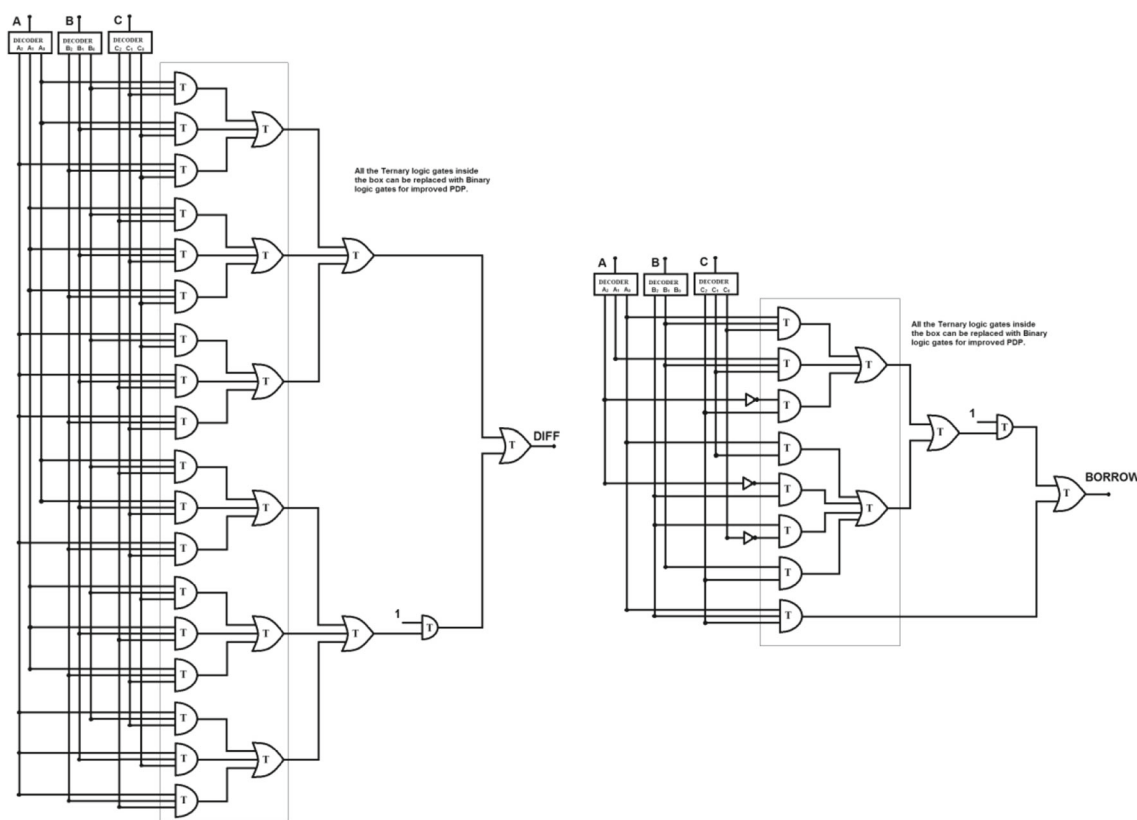 A B C
DECODER DECODER DECODER
A₂ A₁ A₀ B₂ B₁ B₀ C₂ C₁ C₀
T
T T
T
All the Ternary logic gates inside
the box can be replaced with Binary
logic gates for improved PDP.
T
T T T
T
T
T T
T
T DIFF
T
T T
T
T
1
T T T T
T
T
T T
T
A B C
DECODER DECODER DECODER
A₂ A₁ A₀ B₂ B₁ B₀ C₂ C₁ C₀
T
All the Ternary logic gates inside
the box can be replaced with Binary
logic gates for improved PDP.
T T
T
1
T T T
T
T BORROW
T T
T
T
T